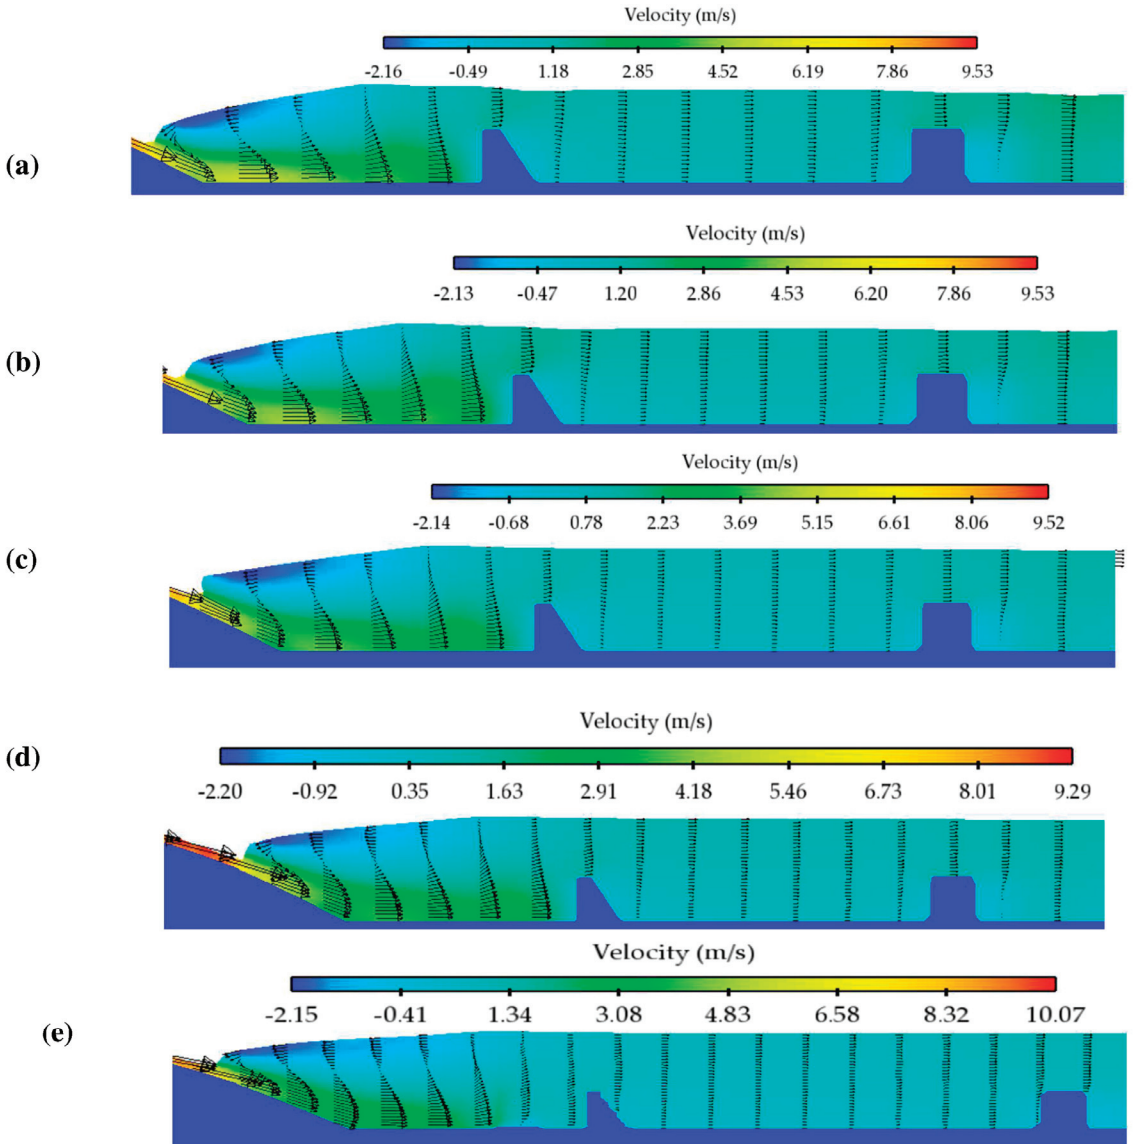 Velocity (m/s)
-2.16 -0.49 1.18 2.85 4.52 6.19 7.86 9.53
(a)
Velocity (m/s)
-2.13 -0.47 1.20 2.86 4.53 6.20 7.86 9.53
(b)
Velocity (m/s)
-2.14 -0.68 0.78 2.23 3.69 5.15 6.61 8.06 9.52
(c)
Velocity (m/s)
(d)
-2.20 -0.92 0.35 1.63 2.91 4.18 5.46 6.73 8.01 9.29
Velocity (m/s)
-2.15 -0.41 1.34 3.08 4.83 6.58 8.32 10.07
(e)